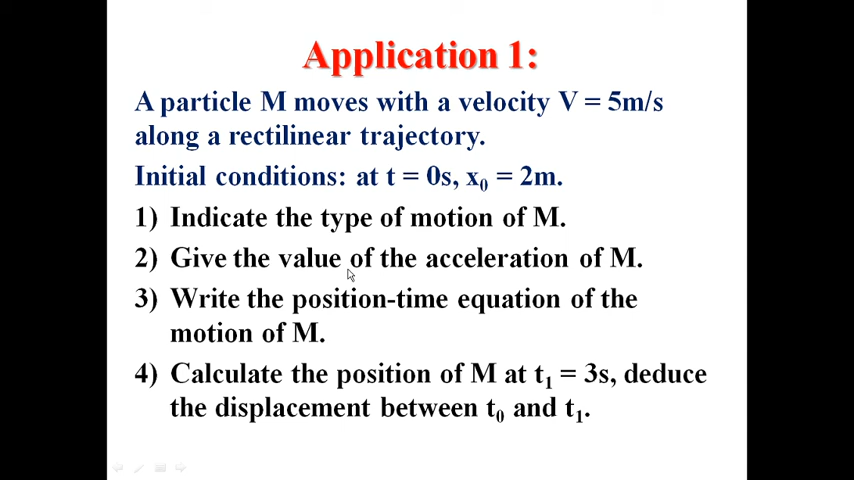 Application 1:
A particle M moves with a velocity V = 5m/s
along a rectilinear trajectory.
Initial conditions: at t = 0s, x₀ = 2m.
1) Indicate the type of motion of M.
2) Give the value of the acceleration of M.
3) Write the position-time equation of the
motion of M.
4) Calculate the position of M at t₁ = 3s, deduce
the displacement between t₀ and t₁.